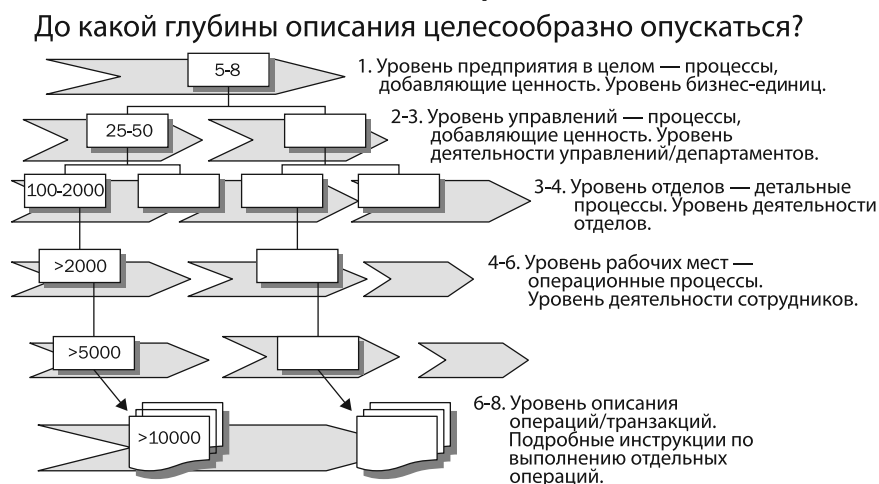 До какой глубины описания целесообразно опускаться?
5-8
1. Уровень предприятия в целом — процессы,
добавляющие ценность. Уровень бизнес-единиц.
25-50
2-3. Уровень управлений — процессы,
добавляющие ценность. Уровень
деятельности управлений/департаментов.
100-2000
3-4. Уровень отделов — детальные
процессы. Уровень деятельности
отделов.
>2000
4-6. Уровень рабочих мест —
операционные процессы.
Уровень деятельности сотрудников.
>5000
>10000
6-8. Уровень описания
операций/транзакций.
Подробные инструкции по
выполнению отдельных
операций.